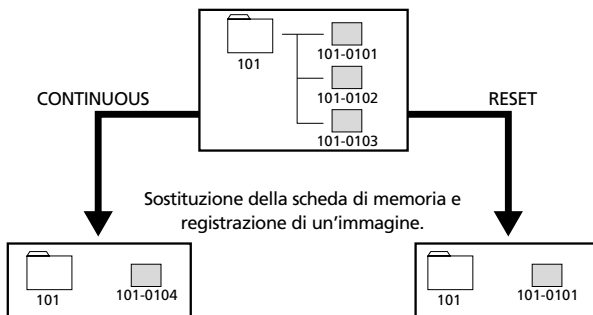 101
101-0101
101-0102
101-0103
CONTINUOUS
RESET
Sostituzione della scheda di memoria e
registrazione di un'immagine.
101
101-0104
101
101-0101